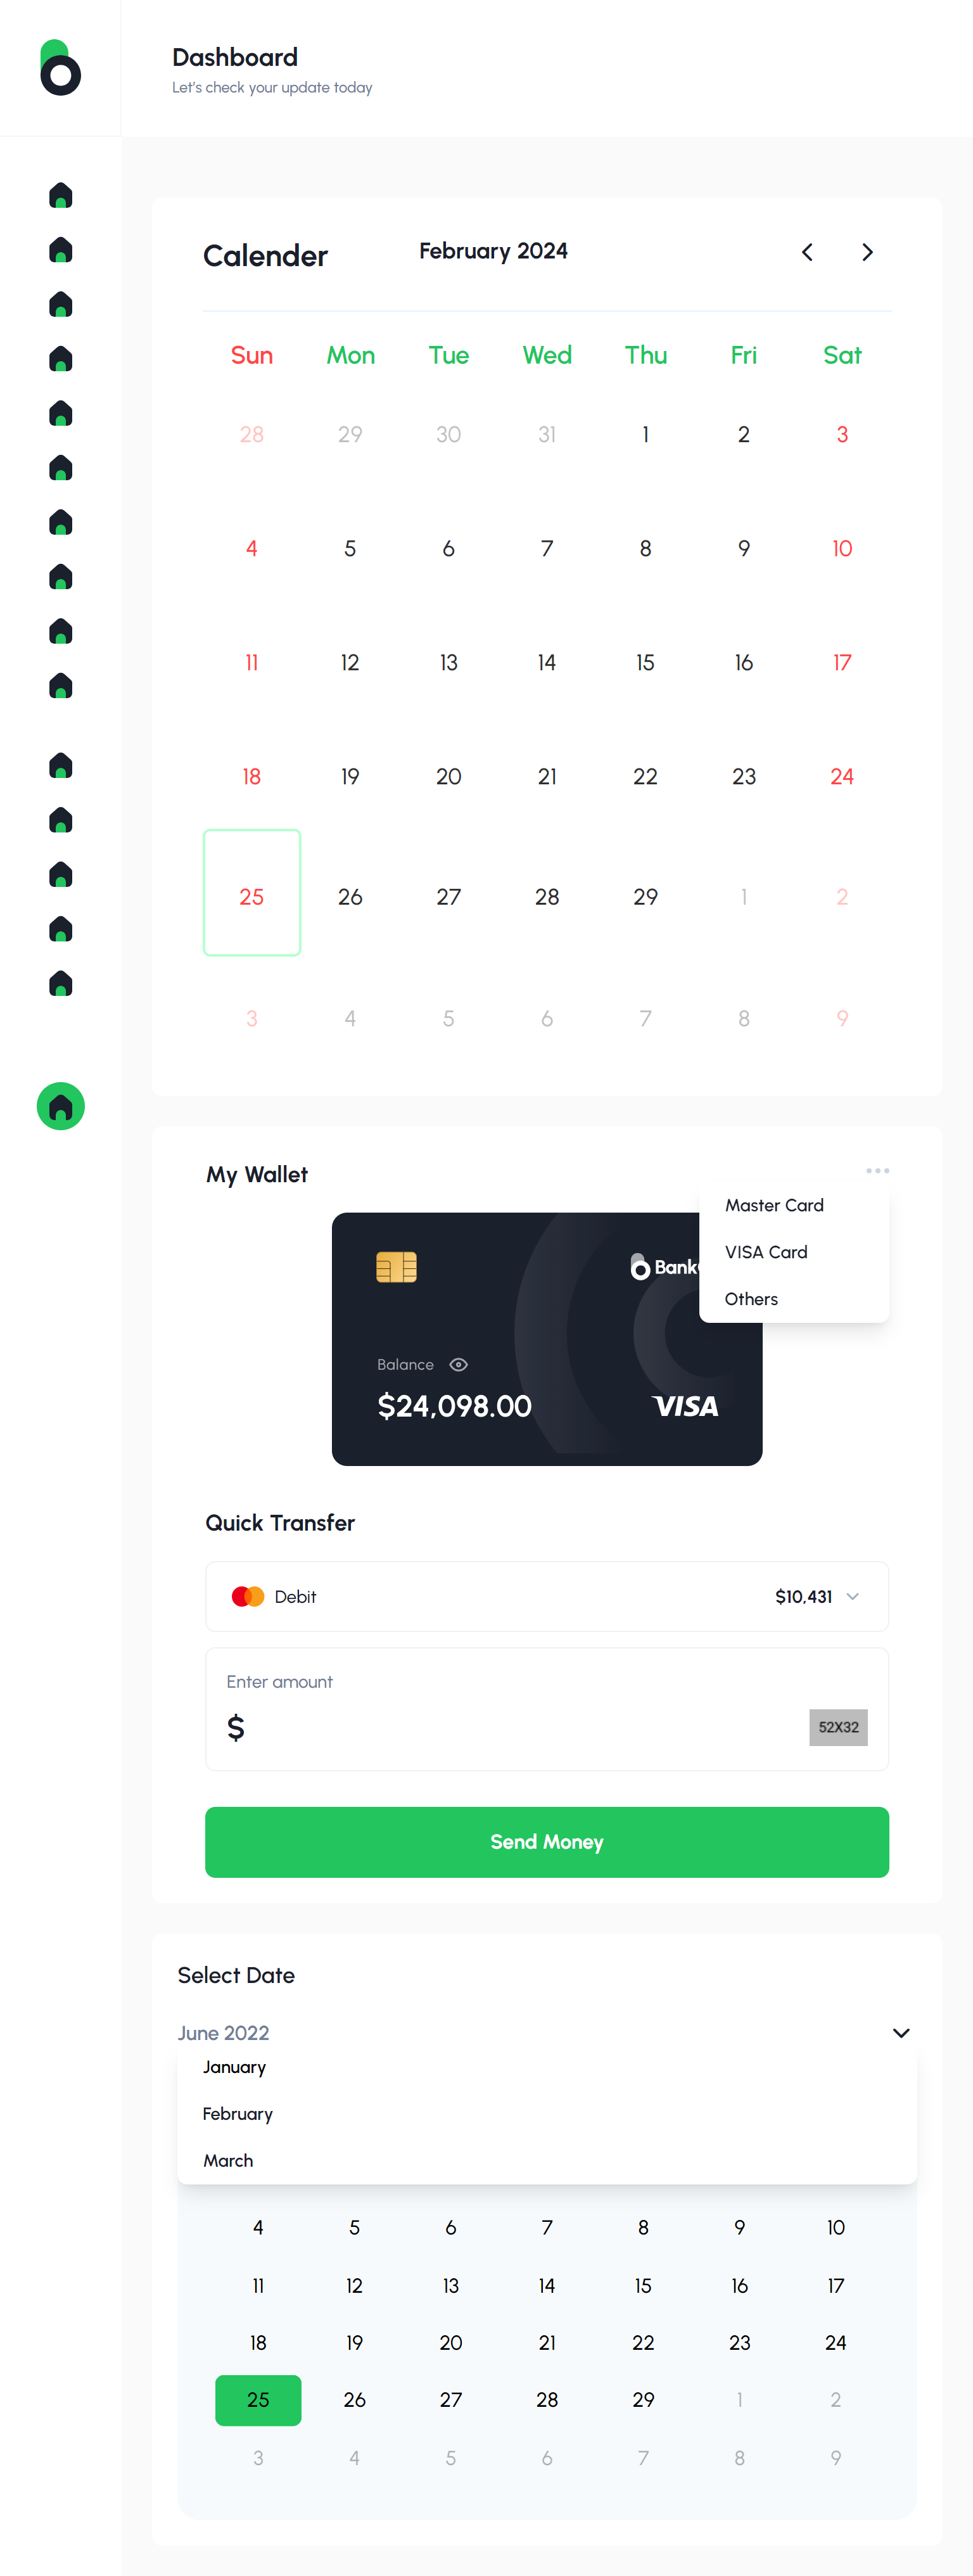 Dashboard
Let's check your update today
Calender
February 2024
Sun Mon Tue Wed Thu Fri Sat
28 29 30 31 1 2 3
4 5 6 7 8 9 10
11 12 13 14 15 16 17
18 19 20 21 22 23 24
25 26 27 28 29 1 2
3 4 5 6 7 8 9
My Wallet
Master Card
VISA Card
Others
Balance
$24,098.00
VISA
Quick Transfer
Debit
$10,431
Enter amount
$
52X32
Send Money
Select Date
June 2022
January
February
March
4 5 6 7 8 9 10
11 12 13 14 15 16 17
18 19 20 21 22 23 24
25 26 27 28 29 1 2
3 4 5 6 7 8 9